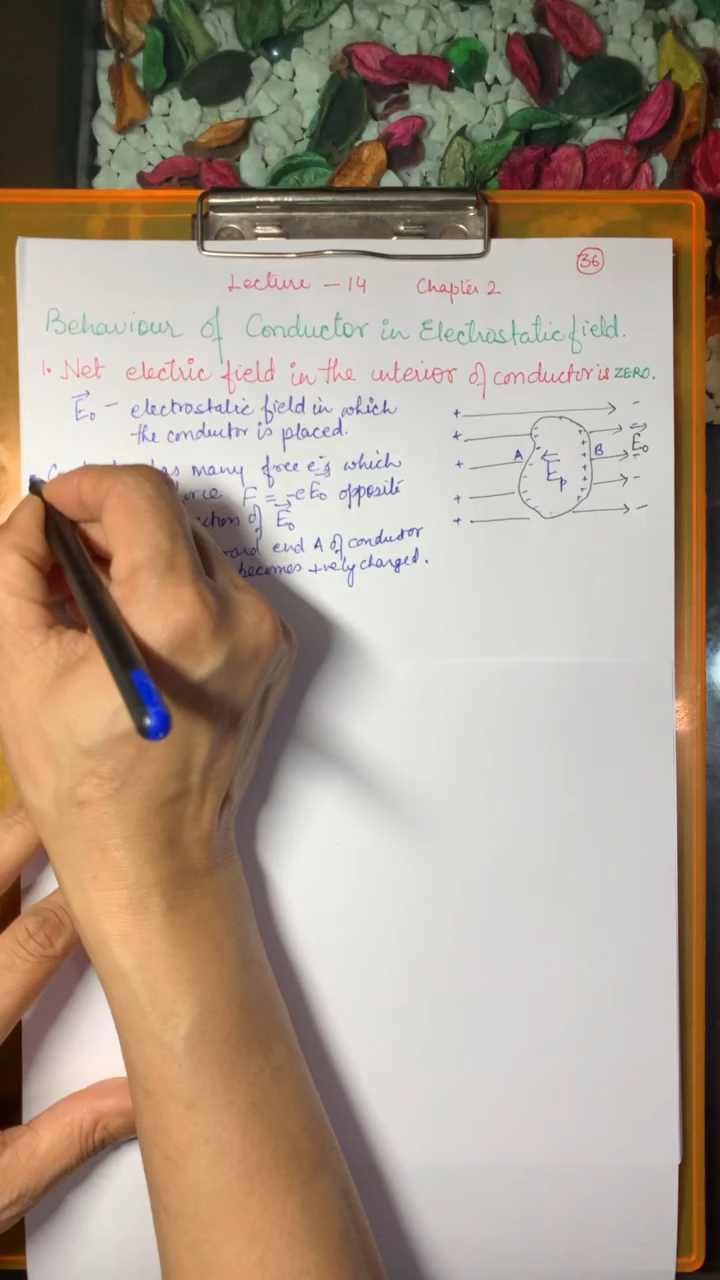 36
Lecture - 14 Chapter 2
Behaviour of Conductor in Electrostatic field.
1. Net electric field in the interior of conductor is ZERO.
E₀ - electrostatic field in which
the conductor is placed.
many free e⁻s which
F = -eE₀ opposite
of E₀
end A of conductor
becomes +vely charged.
+ -
+ E₀
+ A B
Ep
+ -
+ -